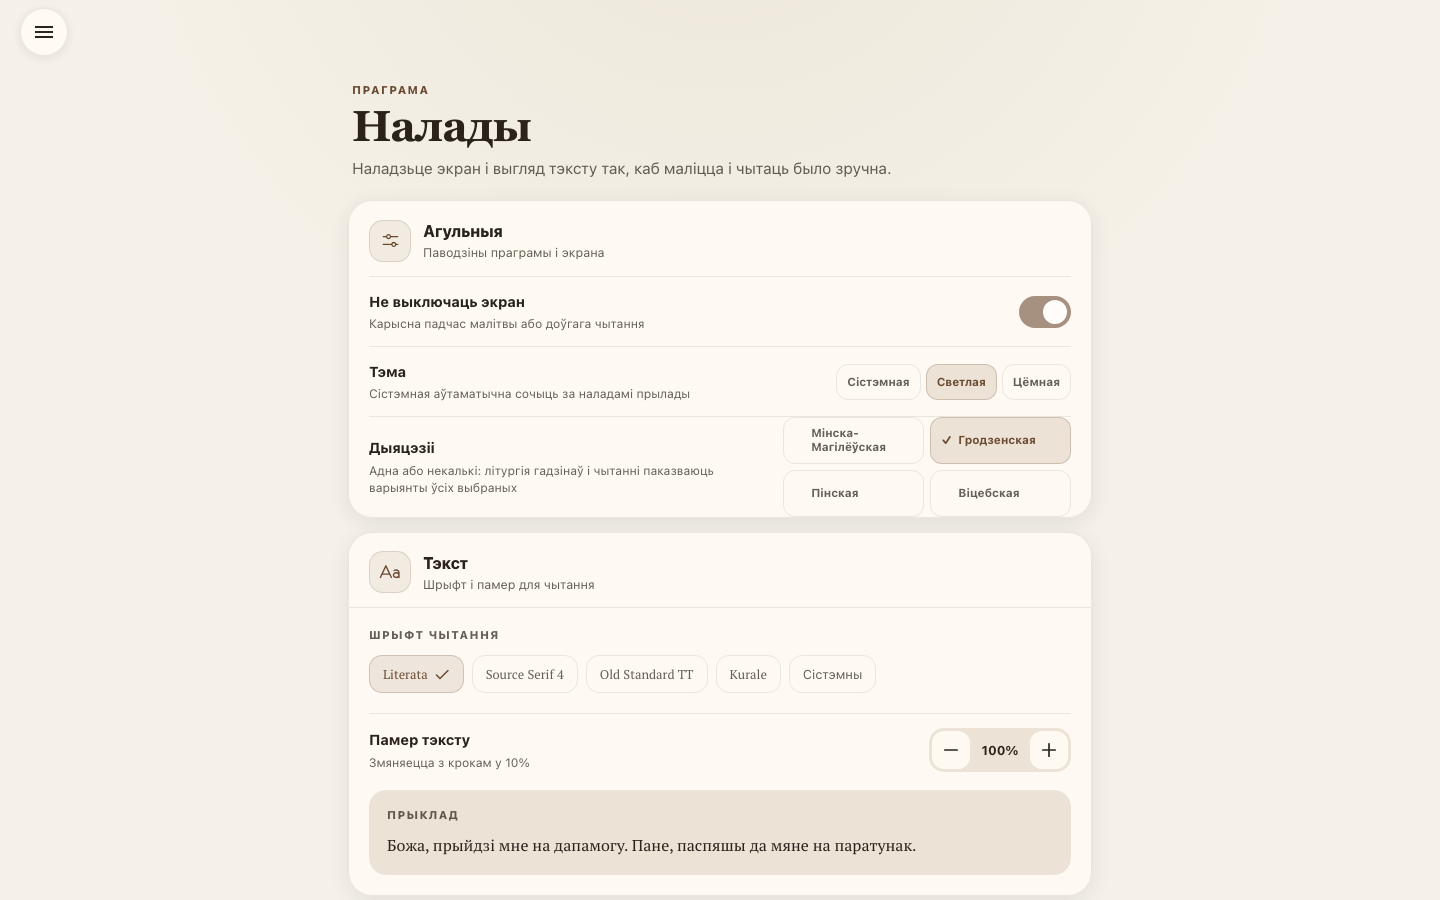 ПРАГРАМА
Налады
Наладзьце экран і выгляд тэксту так, каб маліцца і чытаць было зручна.
Агульныя
Паводзіны праграмы і экрана
Не выключаць экран
Карысна падчас малітвы або доўгага чытання
Тэма
Сістэмная аўтаматычна сочыць за наладамі прылады
Сістэмная
Светлая
Цёмная
Дыяцэзіі
Адна або некалькі: літургія гадзінаў і чытанні паказваюць
варыянты ўсіх выбраных
Мінска-
Магілёўская
Гродзенская
Пінская
Віцебская
Аа
Тэкст
Шрыфт і памер для чытання
ШРЫФТ ЧЫТАННЯ
Literata
Source Serif 4
Old Standard TT
Kurale
Сістэмны
Памер тэксту
Змяняецца з крокам у 10%
100%
ПРЫКЛАД
Божа, прыйдзі мне на дапамогу. Пане, паспяшы да мяне на паратунак.